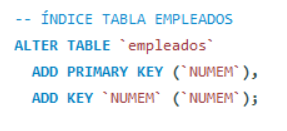 -- ÍNDICE TABLA EMPLEADOS
ALTER TABLE `empleados`
ADD PRIMARY KEY (`NUMEM`),
ADD KEY `NUMEM` (`NUMEM`);